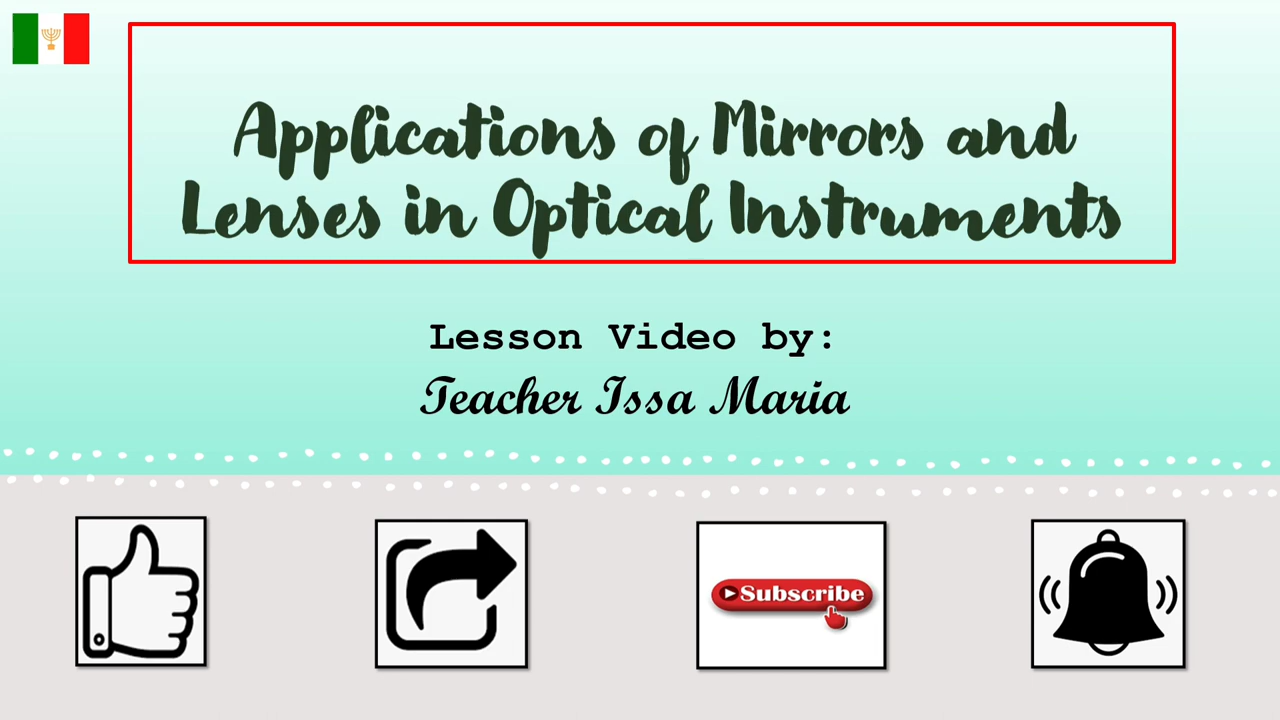 Applications of Mirrors and
Lenses in Optical Instruments
Lesson Video by:
Teacher Issa Maria
Subscribe